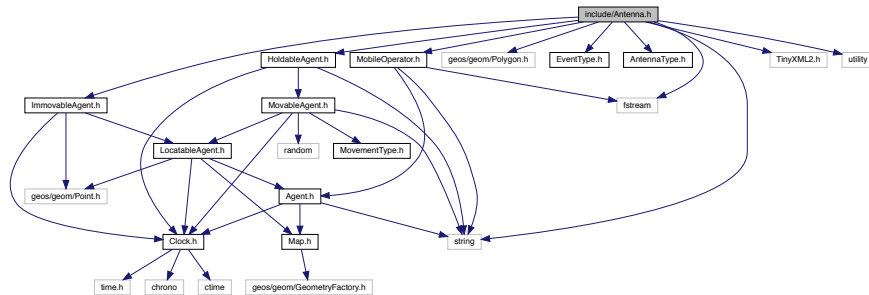 include/Antenna.h
HoldableAgent.h
MobileOperator.h
geos/geom/Polygon.h
EventType.h
AntennaType.h
TinyXML2.h
utility
ImmovableAgent.h
MovableAgent.h
fstream
LocatableAgent.h
random
MovementType.h
geos/geom/Point.h
Agent.h
Clock.h
Map.h
string
time.h
chrono
ctime
geos/geom/GeometryFactory.h